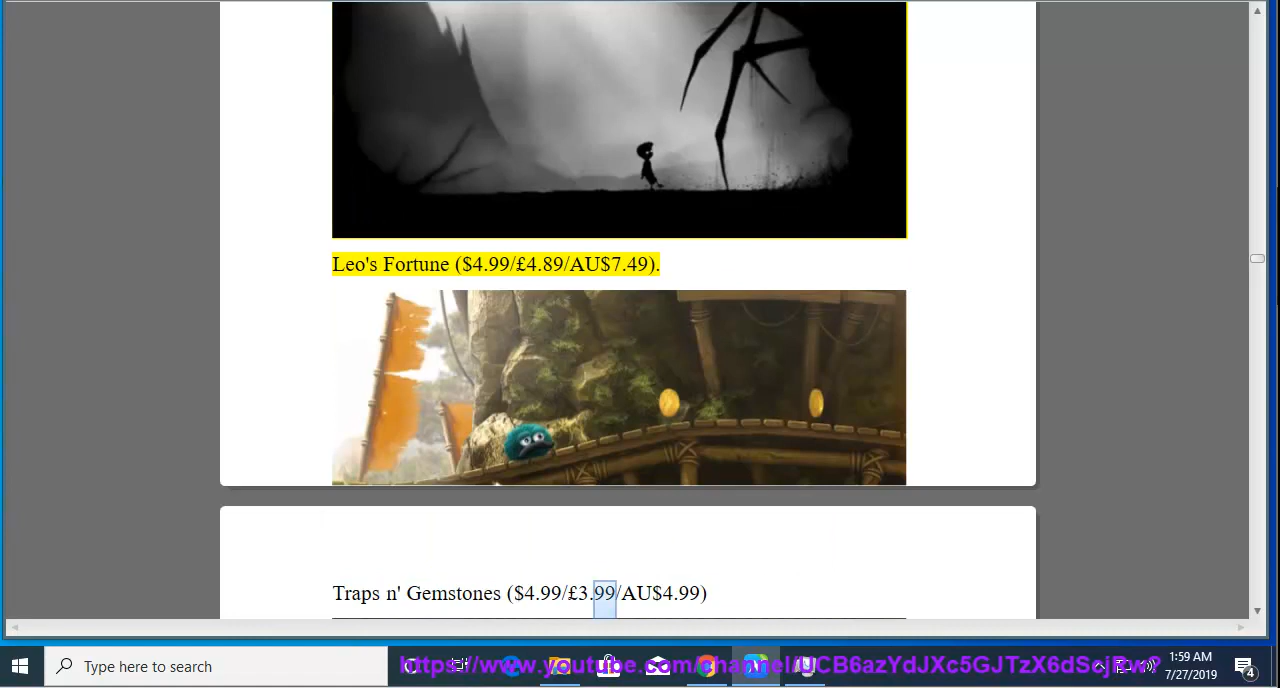 Leo's Fortune ($4.99/£4.89/AU$7.49).
Traps n' Gemstones ($4.99/£3.99/AU$4.99)
Type here to search
1:59 AM
7/27/2019
4